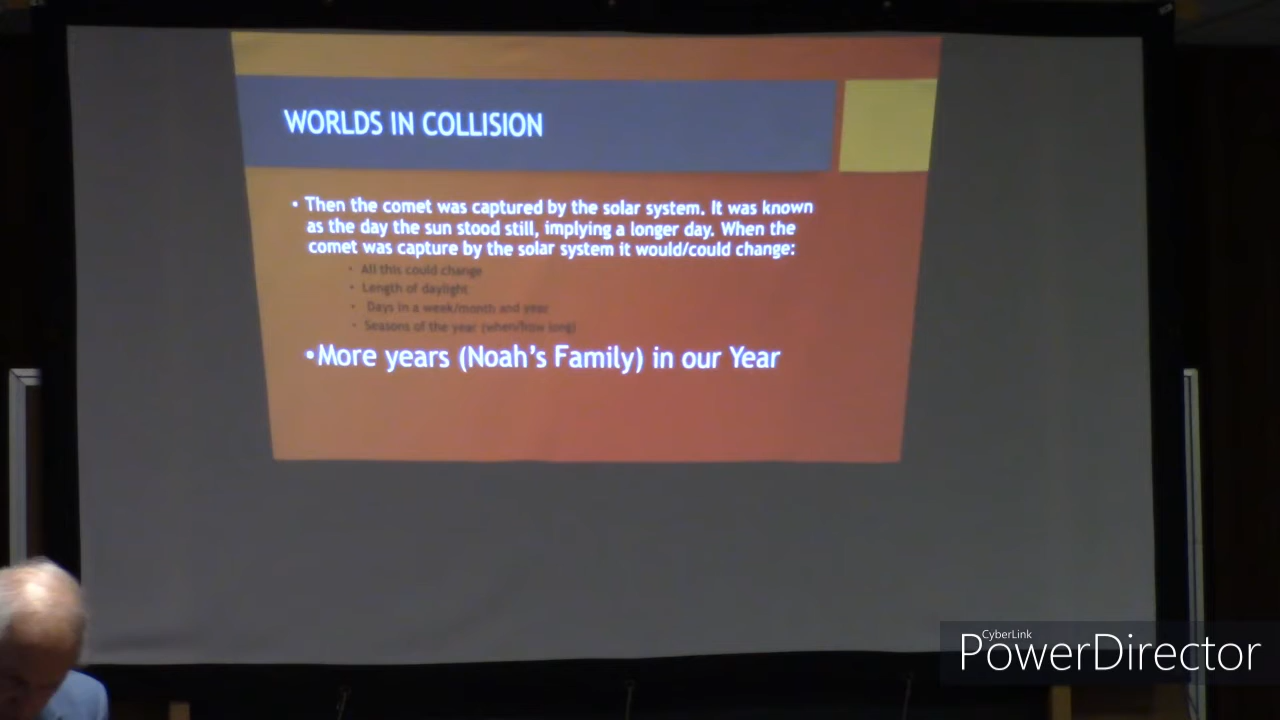 WORLDS IN COLLISION
• Then the comet was captured by the solar system. It was known
as the day the sun stood still, implying a longer day. When the
comet was capture by the solar system it would/could change:
• All this could change
• Length of daylight
• Days in a week/month and year
• Seasons of the year (when/how long)
•More years (Noah's Family) in our Year
CyberLink
PowerDirector